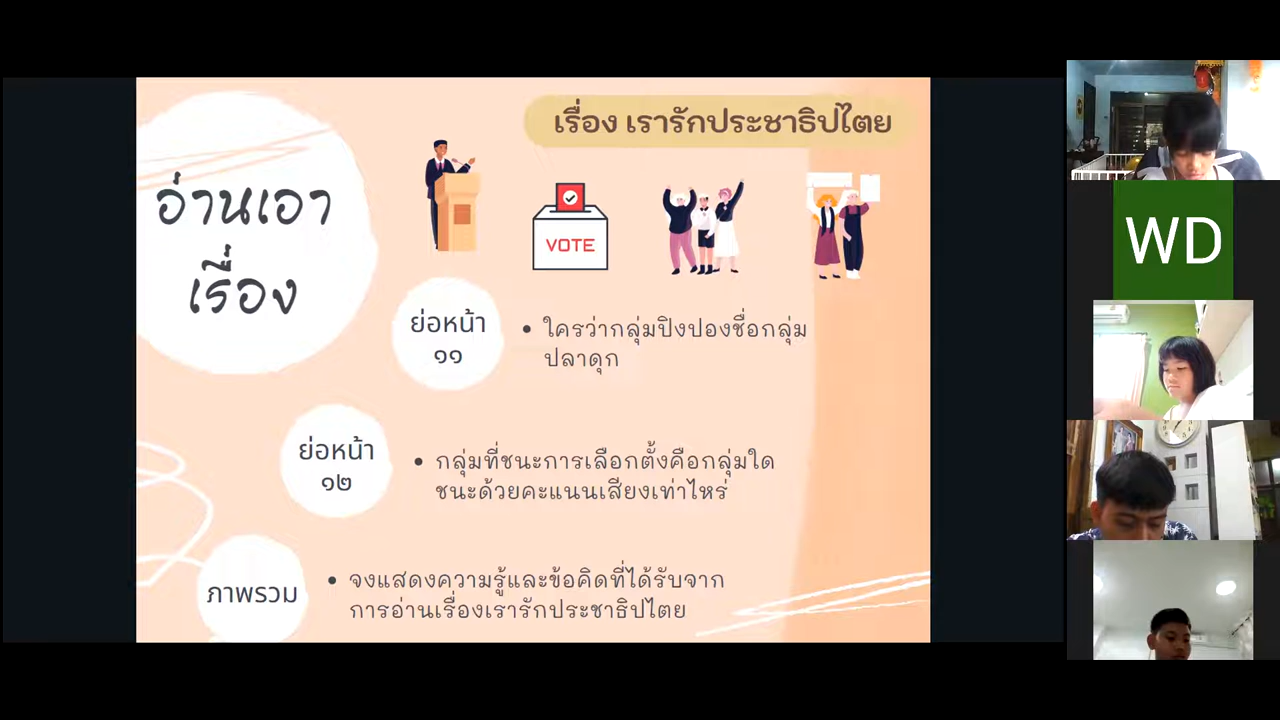 เรื่อง เรารักประชาธิปไตย
อ่านเอา
เรื่อง
VOTE
ย่อหน้า
๑๑
• ใครว่ากลุ่มปิงปองชื่อกลุ่ม
ปลาดุก
ย่อหน้า
๑๒
• กลุ่มที่ชนะการเลือกตั้งคือกลุ่มใด
ชนะด้วยคะแนนเสียงเท่าไหร่
ภาพรวม
• จงแสดงความรู้และข้อคิดที่ได้รับจาก
การอ่านเรื่องเรารักประชาธิปไตย
WD